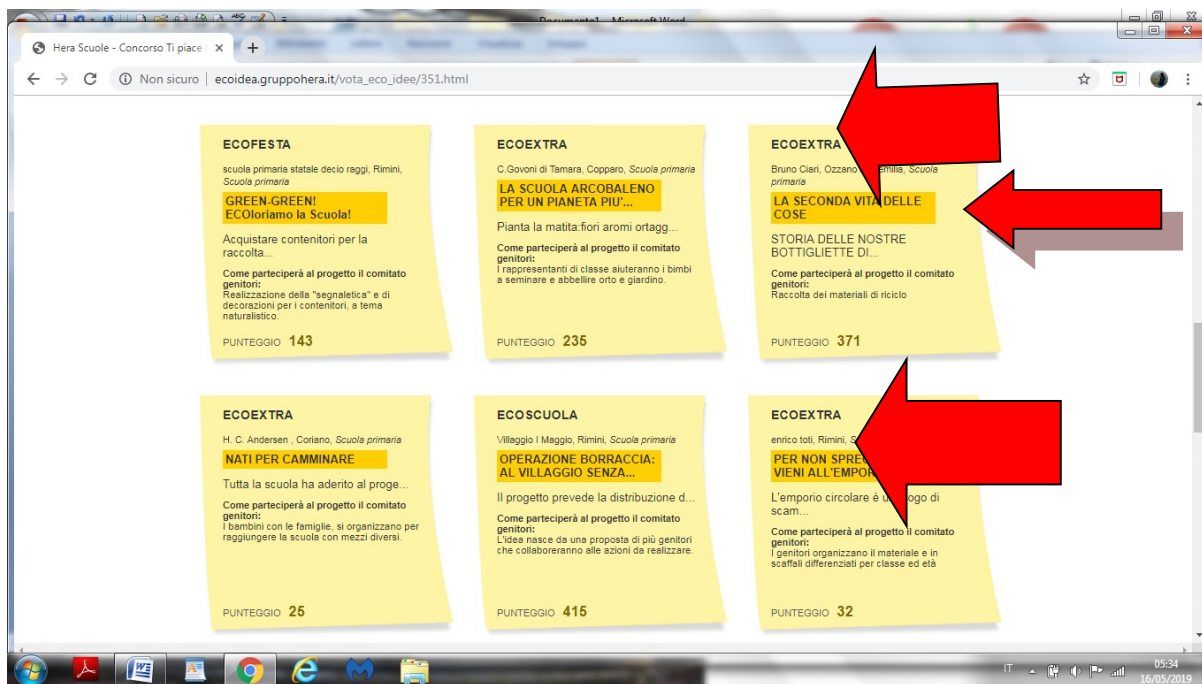 Documento1 - Microsoft Word
Hera Scuole - Concorso Ti piace
Non sicuro | ecoidea.gruppohera.it/vota_eco_idee/351.html
ECOFESTA
scuola primaria statale decio raggi, Rimini,
Scuola primaria
GREEN-GREEN!
ECOloriamo la Scuola!
Acquistare contenitori per la
raccolta...
Come parteciperà al progetto il comitato
genitori:
Realizzazione della "segnaletica" e di
decorazioni per i contenitori, a tema
naturalistico.
PUNTEGGIO 143
ECOEXTRA
C.Govoni di Tamara, Copparo, Scuola primaria
LA SCUOLA ARCOBALENO
PER UN PIANETA PIU'...
Pianta la matita:fiori aromi ortagg...
Come parteciperà al progetto il comitato
genitori:
I rappresentanti di classe aiuteranno i bimbi
a seminare e abbellire orto e giardino.
PUNTEGGIO 235
ECOEXTRA
Bruno Ciari, Ozzano Emilia, Scuola
primaria
LA SECONDA VITA DELLE
COSE
STORIA DELLE NOSTRE
BOTTIGLIETTE DI...
Come parteciperà al progetto il comitato
genitori:
Raccolta dei materiali di riciclo
PUNTEGGIO 371
ECOEXTRA
H. C. Andersen , Coriano, Scuola primaria
NATI PER CAMMINARE
Tutta la scuola ha aderito al proge...
Come parteciperà al progetto il comitato
genitori:
I bambini con le famiglie, si organizzano per
raggiungere la scuola con mezzi diversi.
PUNTEGGIO 25
ECOSCUOLA
Villaggio I Maggio, Rimini, Scuola primaria
OPERAZIONE BORRACCIA:
AL VILLAGGIO SENZA...
Il progetto prevede la distribuzione d...
Come parteciperà al progetto il comitato
genitori:
L'idea nasce da una proposta di più genitori
che collaboreranno alle azioni da realizzare.
PUNTEGGIO 415
ECOEXTRA
enrico toti, Rimini,
PER NON
VIENI ALL'EMPOR
L'emporio circolare è un luogo di
scam...
Come parteciperà al progetto il comitato
genitori:
I genitori organizzano il materiale e in
scaffali differenziati per classe ed età
PUNTEGGIO 32
IT
05:34
16/05/2019